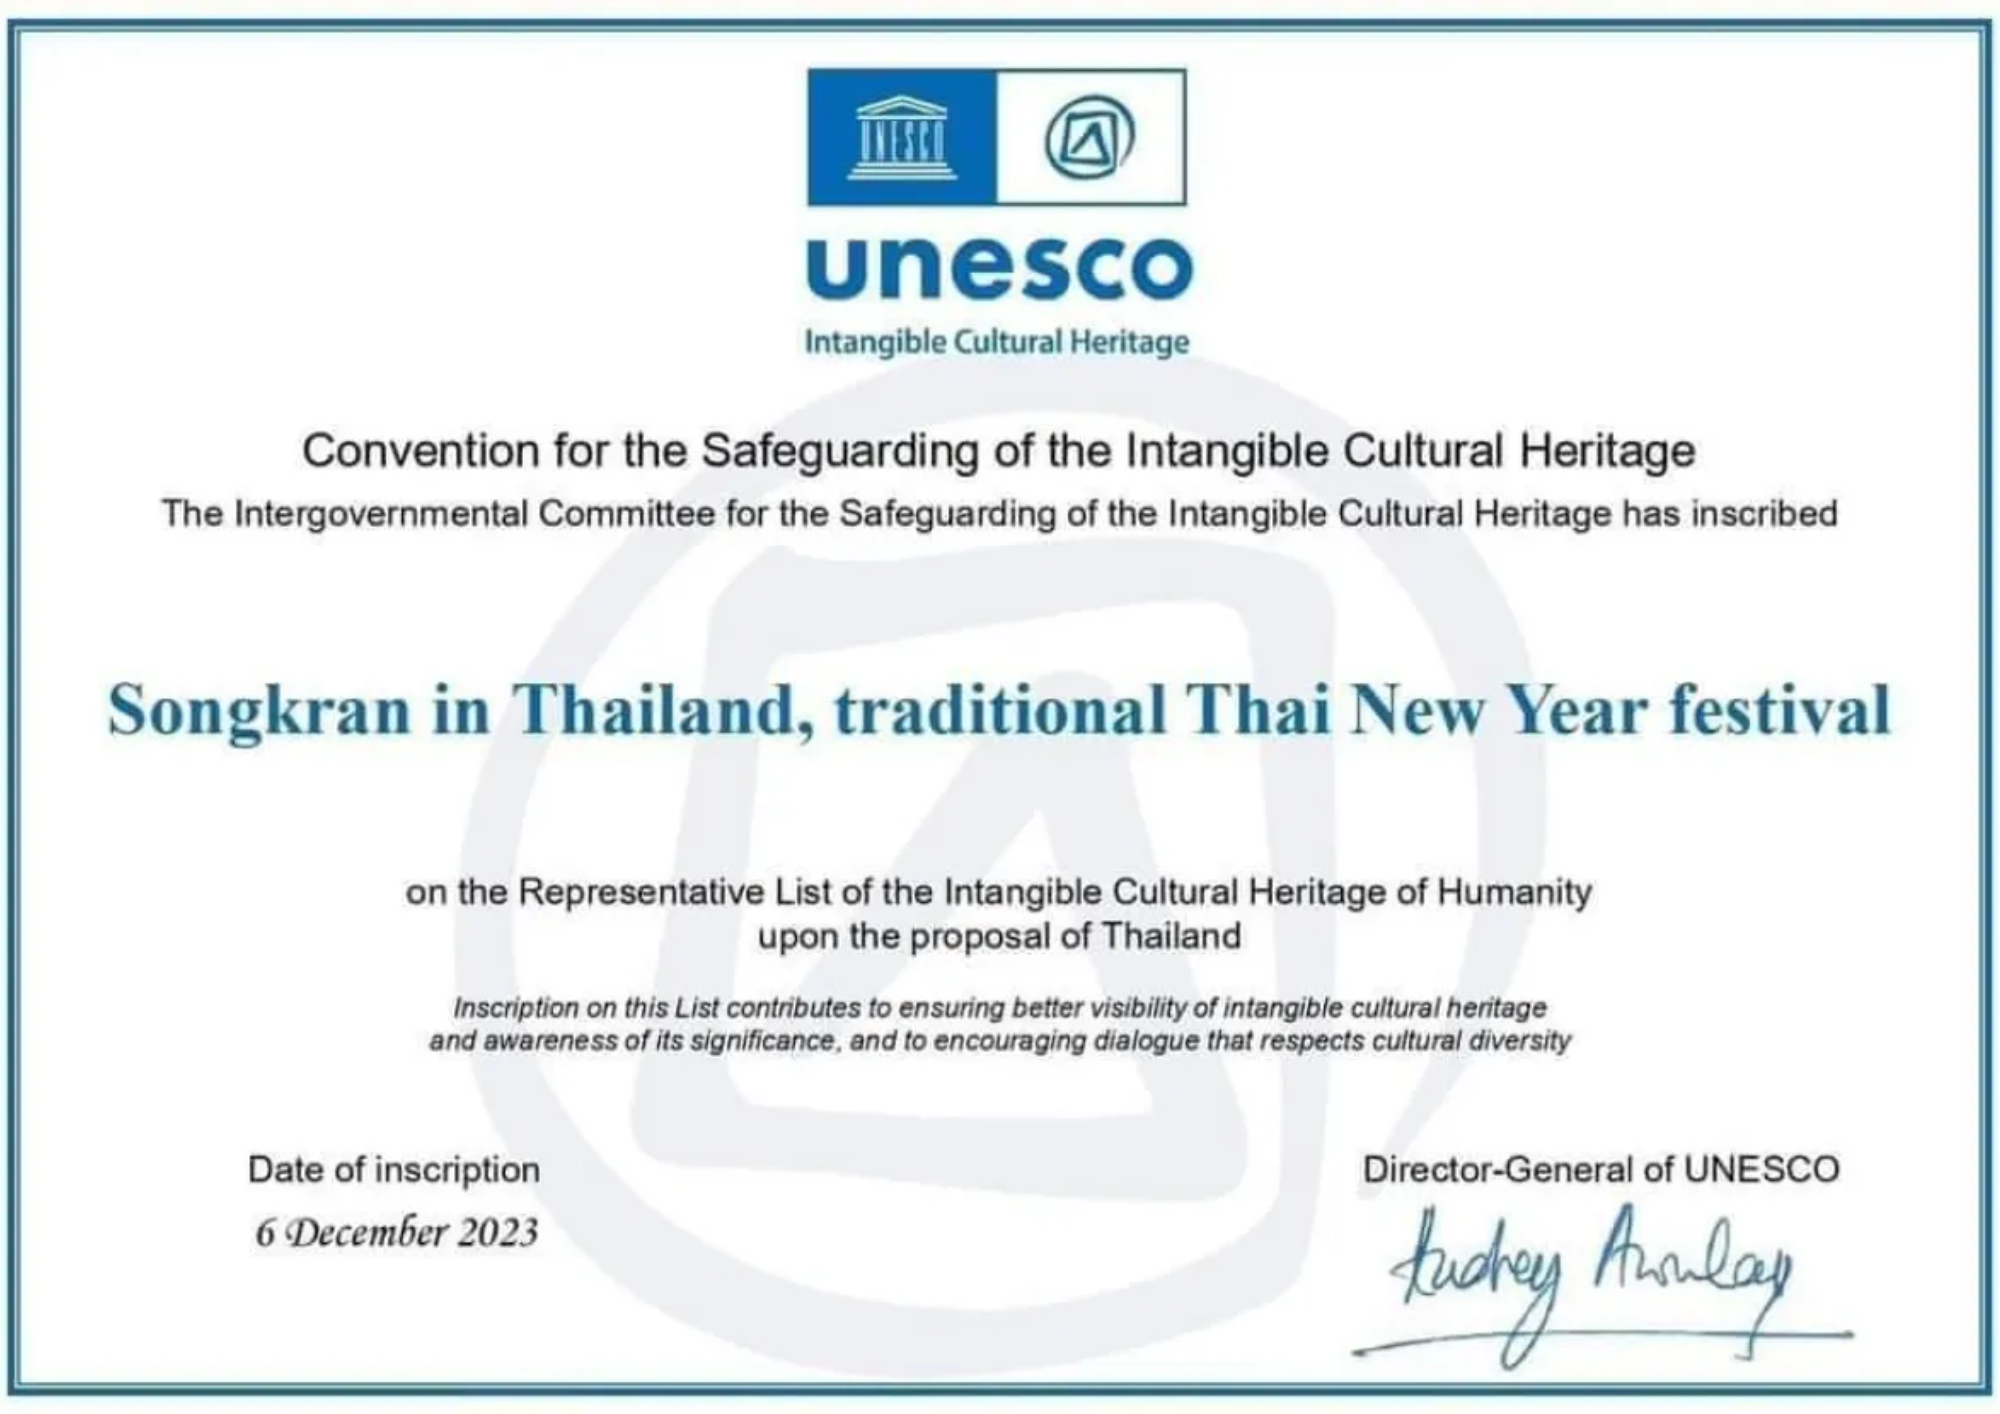 UNESCO
unesco
Intangible Cultural Heritage
Convention for the Safeguarding of the Intangible Cultural Heritage
The Intergovernmental Committee for the Safeguarding of the Intangible Cultural Heritage has inscribed
Songkran in Thailand, traditional Thai New Year festival
on the Representative List of the Intangible Cultural Heritage of Humanity
upon the proposal of Thailand
Inscription on this List contributes to ensuring better visibility of intangible cultural heritage
and awareness of its significance, and to encouraging dialogue that respects cultural diversity
Date of inscription
6 December 2023
Director-General of UNESCO
Audrey Azoulay